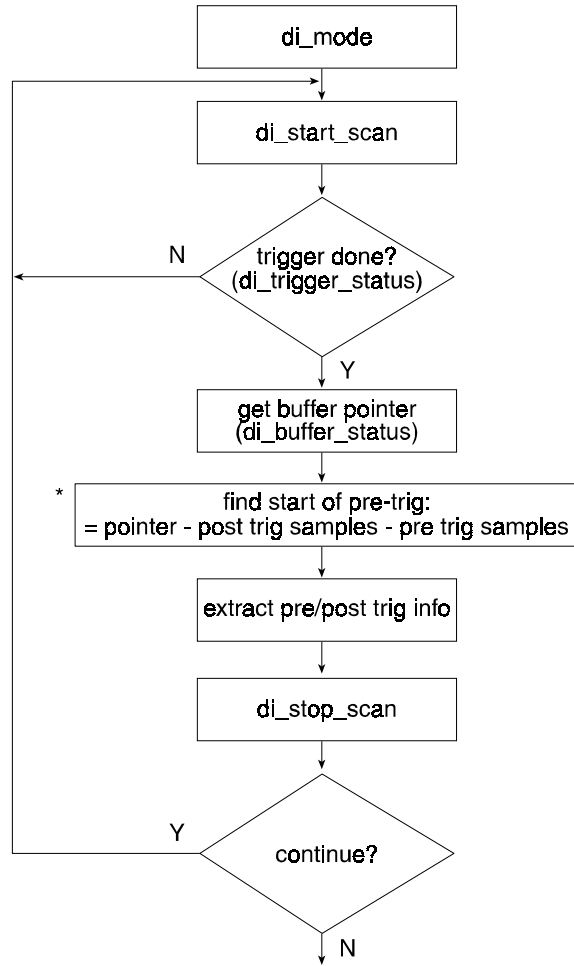 di_mode
di_start_scan
N
trigger done?
(di_trigger_status)
Y
get buffer pointer
(di_buffer_status)
*
find start of pre-trig:
= pointer - post trig samples - pre trig samples
extract pre/post trig info
di_stop_scan
Y
continue?
N